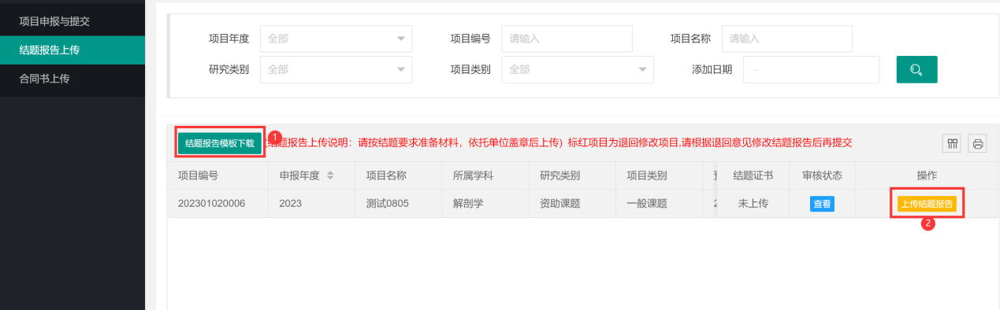 项目申报与提交
结题报告上传
合同书上传
项目年度 全部 项目编号 请输入 项目名称 请输入
研究类别 全部 项目类别 全部 添加日期 -
结题报告模板下载 1 结题报告上传说明：请按结题要求准备材料，依托单位盖章后上传) 标红项目为退回修改项目,请根据退回意见修改结题报告后再提交
项目编号 申报年度 项目名称 所属学科 研究类别 项目类别 结题证书 审核状态 操作
202301020006 2023 测试0805 解剖学 资助课题 一般课题 未上传 查看 上传结题报告
2